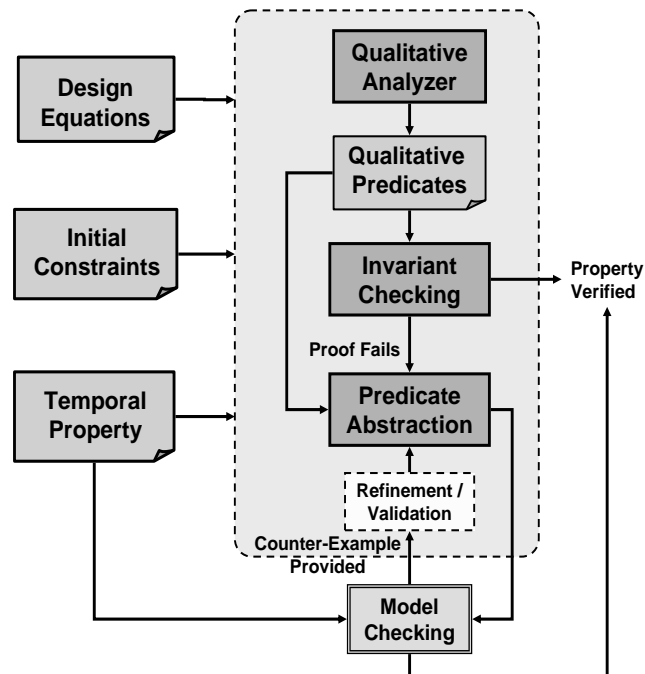 Qualitative
Analyzer
Design
Equations
Qualitative
Predicates
Initial
Constraints
Invariant
Checking
Property
Verified
Proof Fails
Temporal
Property
Predicate
Abstraction
Refinement /
Validation
Counter-Example
Provided
Model
Checking